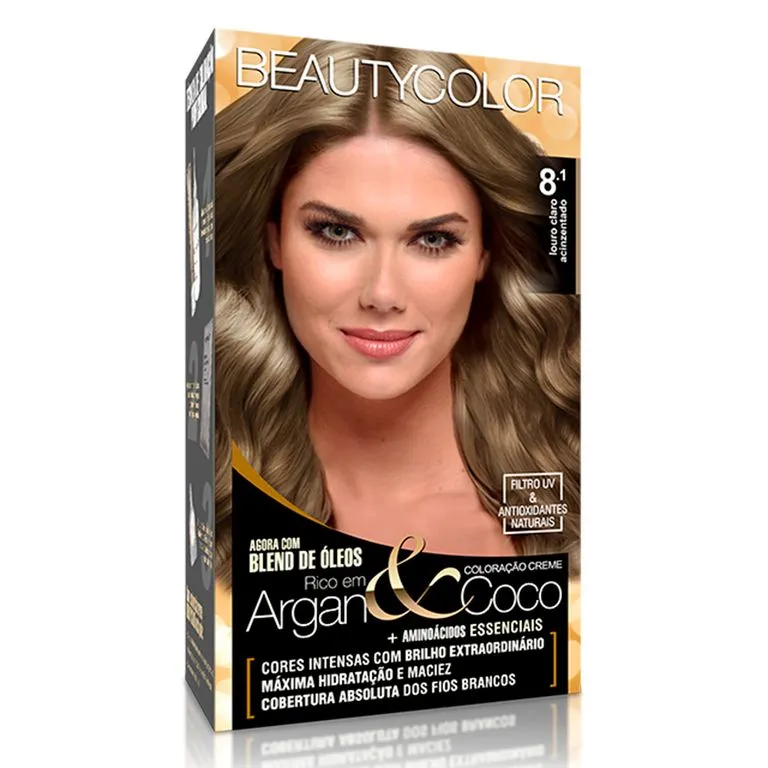 BEAUTYCOLOR
8.1
louro claro
acinzentado
FILTRO UV
&
ANTIOXIDANTES
NATURAIS
AGORA COM
BLEND DE ÓLEOS
Rico em
COLORAÇÃO CREME
Argan & Coco
+ AMINOÁCIDOS ESSENCIAIS
CORES INTENSAS COM BRILHO EXTRAORDINÁRIO
MÁXIMA HIDRATAÇÃO E MACIEZ
COBERTURA ABSOLUTA DOS FIOS BRANCOS